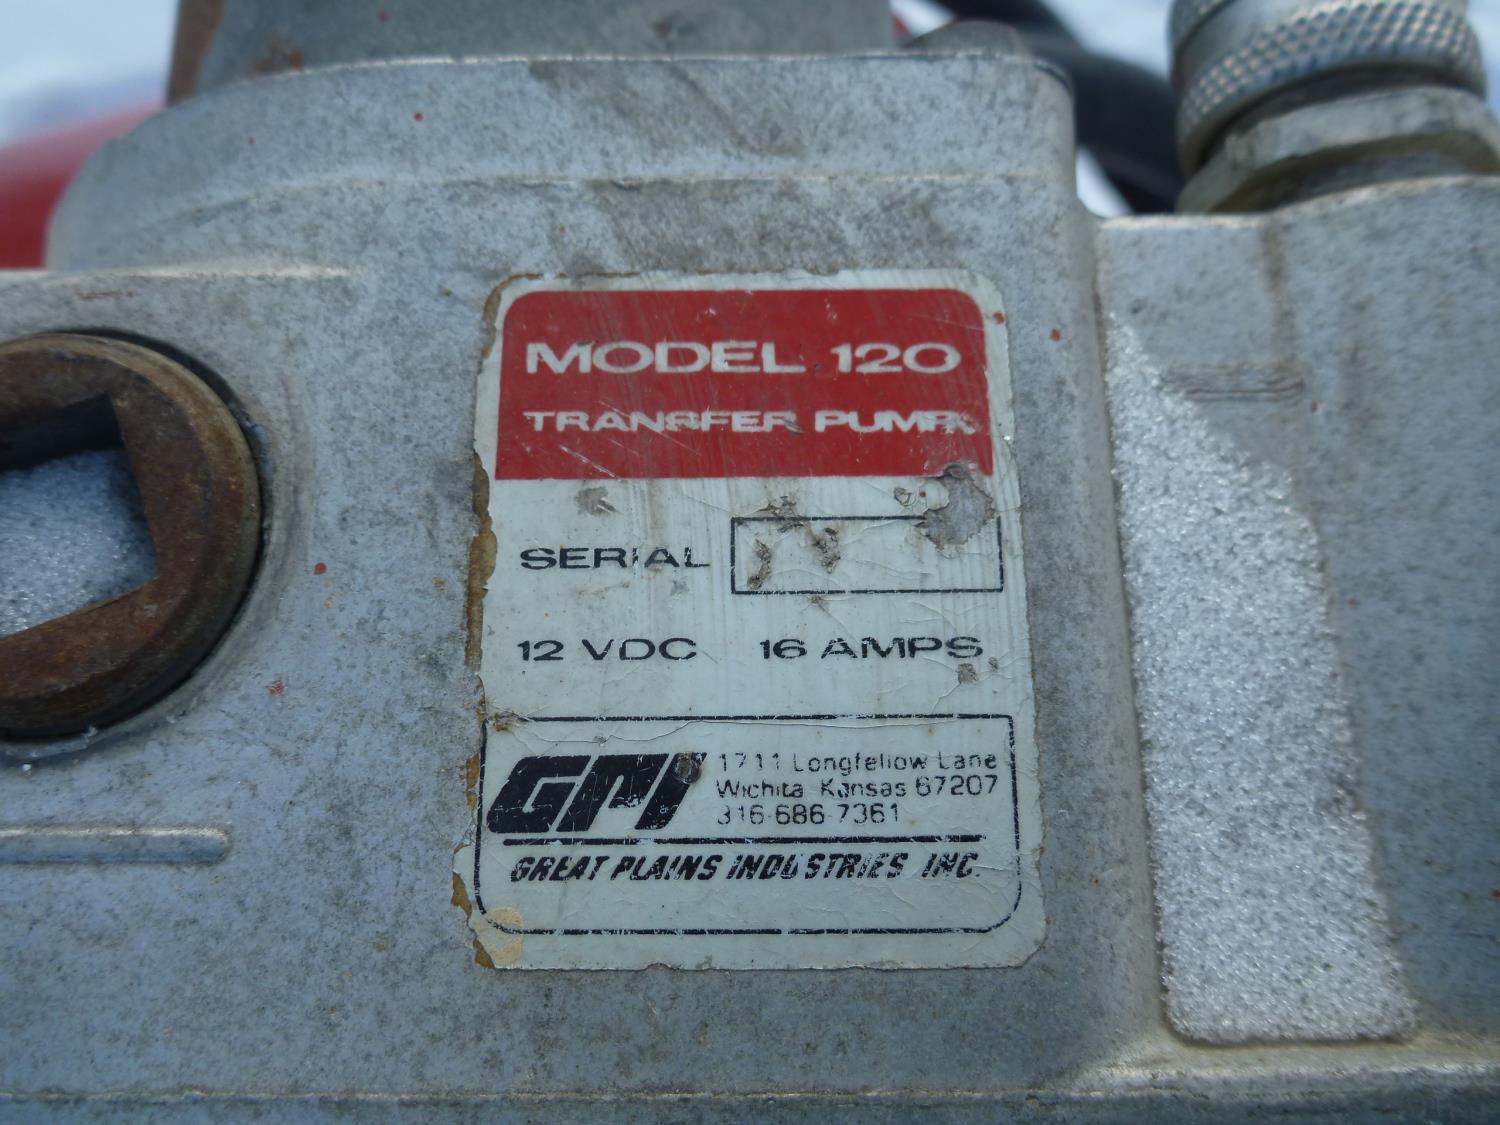 MODEL 120
TRANSFER PUMP
SERIAL
12 VDC 16 AMPS
GPI
1711 Longfellow Lane
Wichita Kansas 67207
316-686-7361
GREAT PLAINS INDUSTRIES INC.